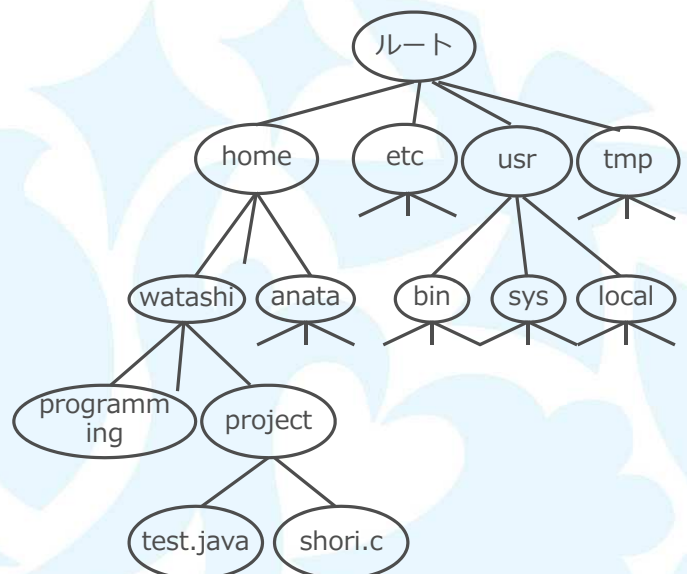 ルート
home
etc
usr
tmp
watashi
anata
bin
sys
local
programm
ing
project
test.java
shori.c